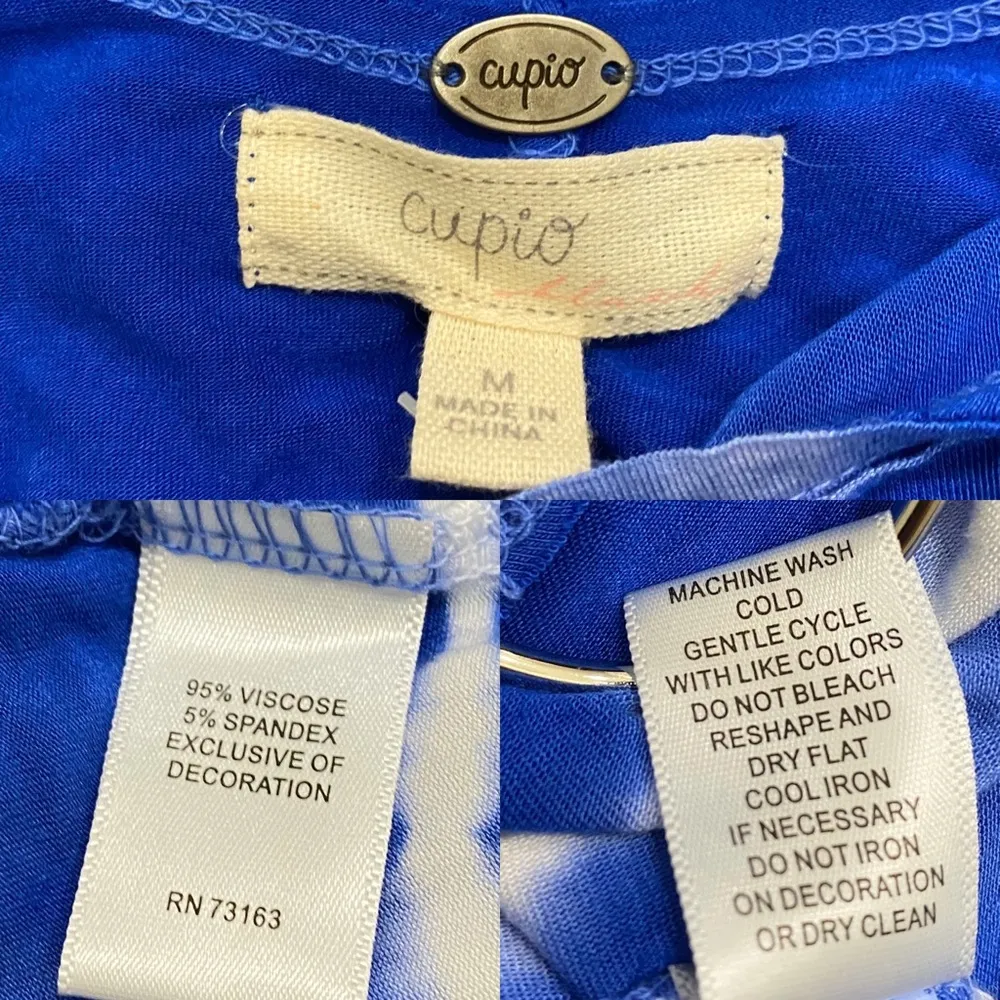 cupio
cupio
M
MADE IN
CHINA
95% VISCOSE
5% SPANDEX
EXCLUSIVE OF
DECORATION
RN 73163
MACHINE WASH
COLD
GENTLE CYCLE
WITH LIKE COLORS
DO NOT BLEACH
RESHAPE AND
DRY FLAT
COOL IRON
IF NECESSARY
DO NOT IRON
ON DECORATION
OR DRY CLEAN